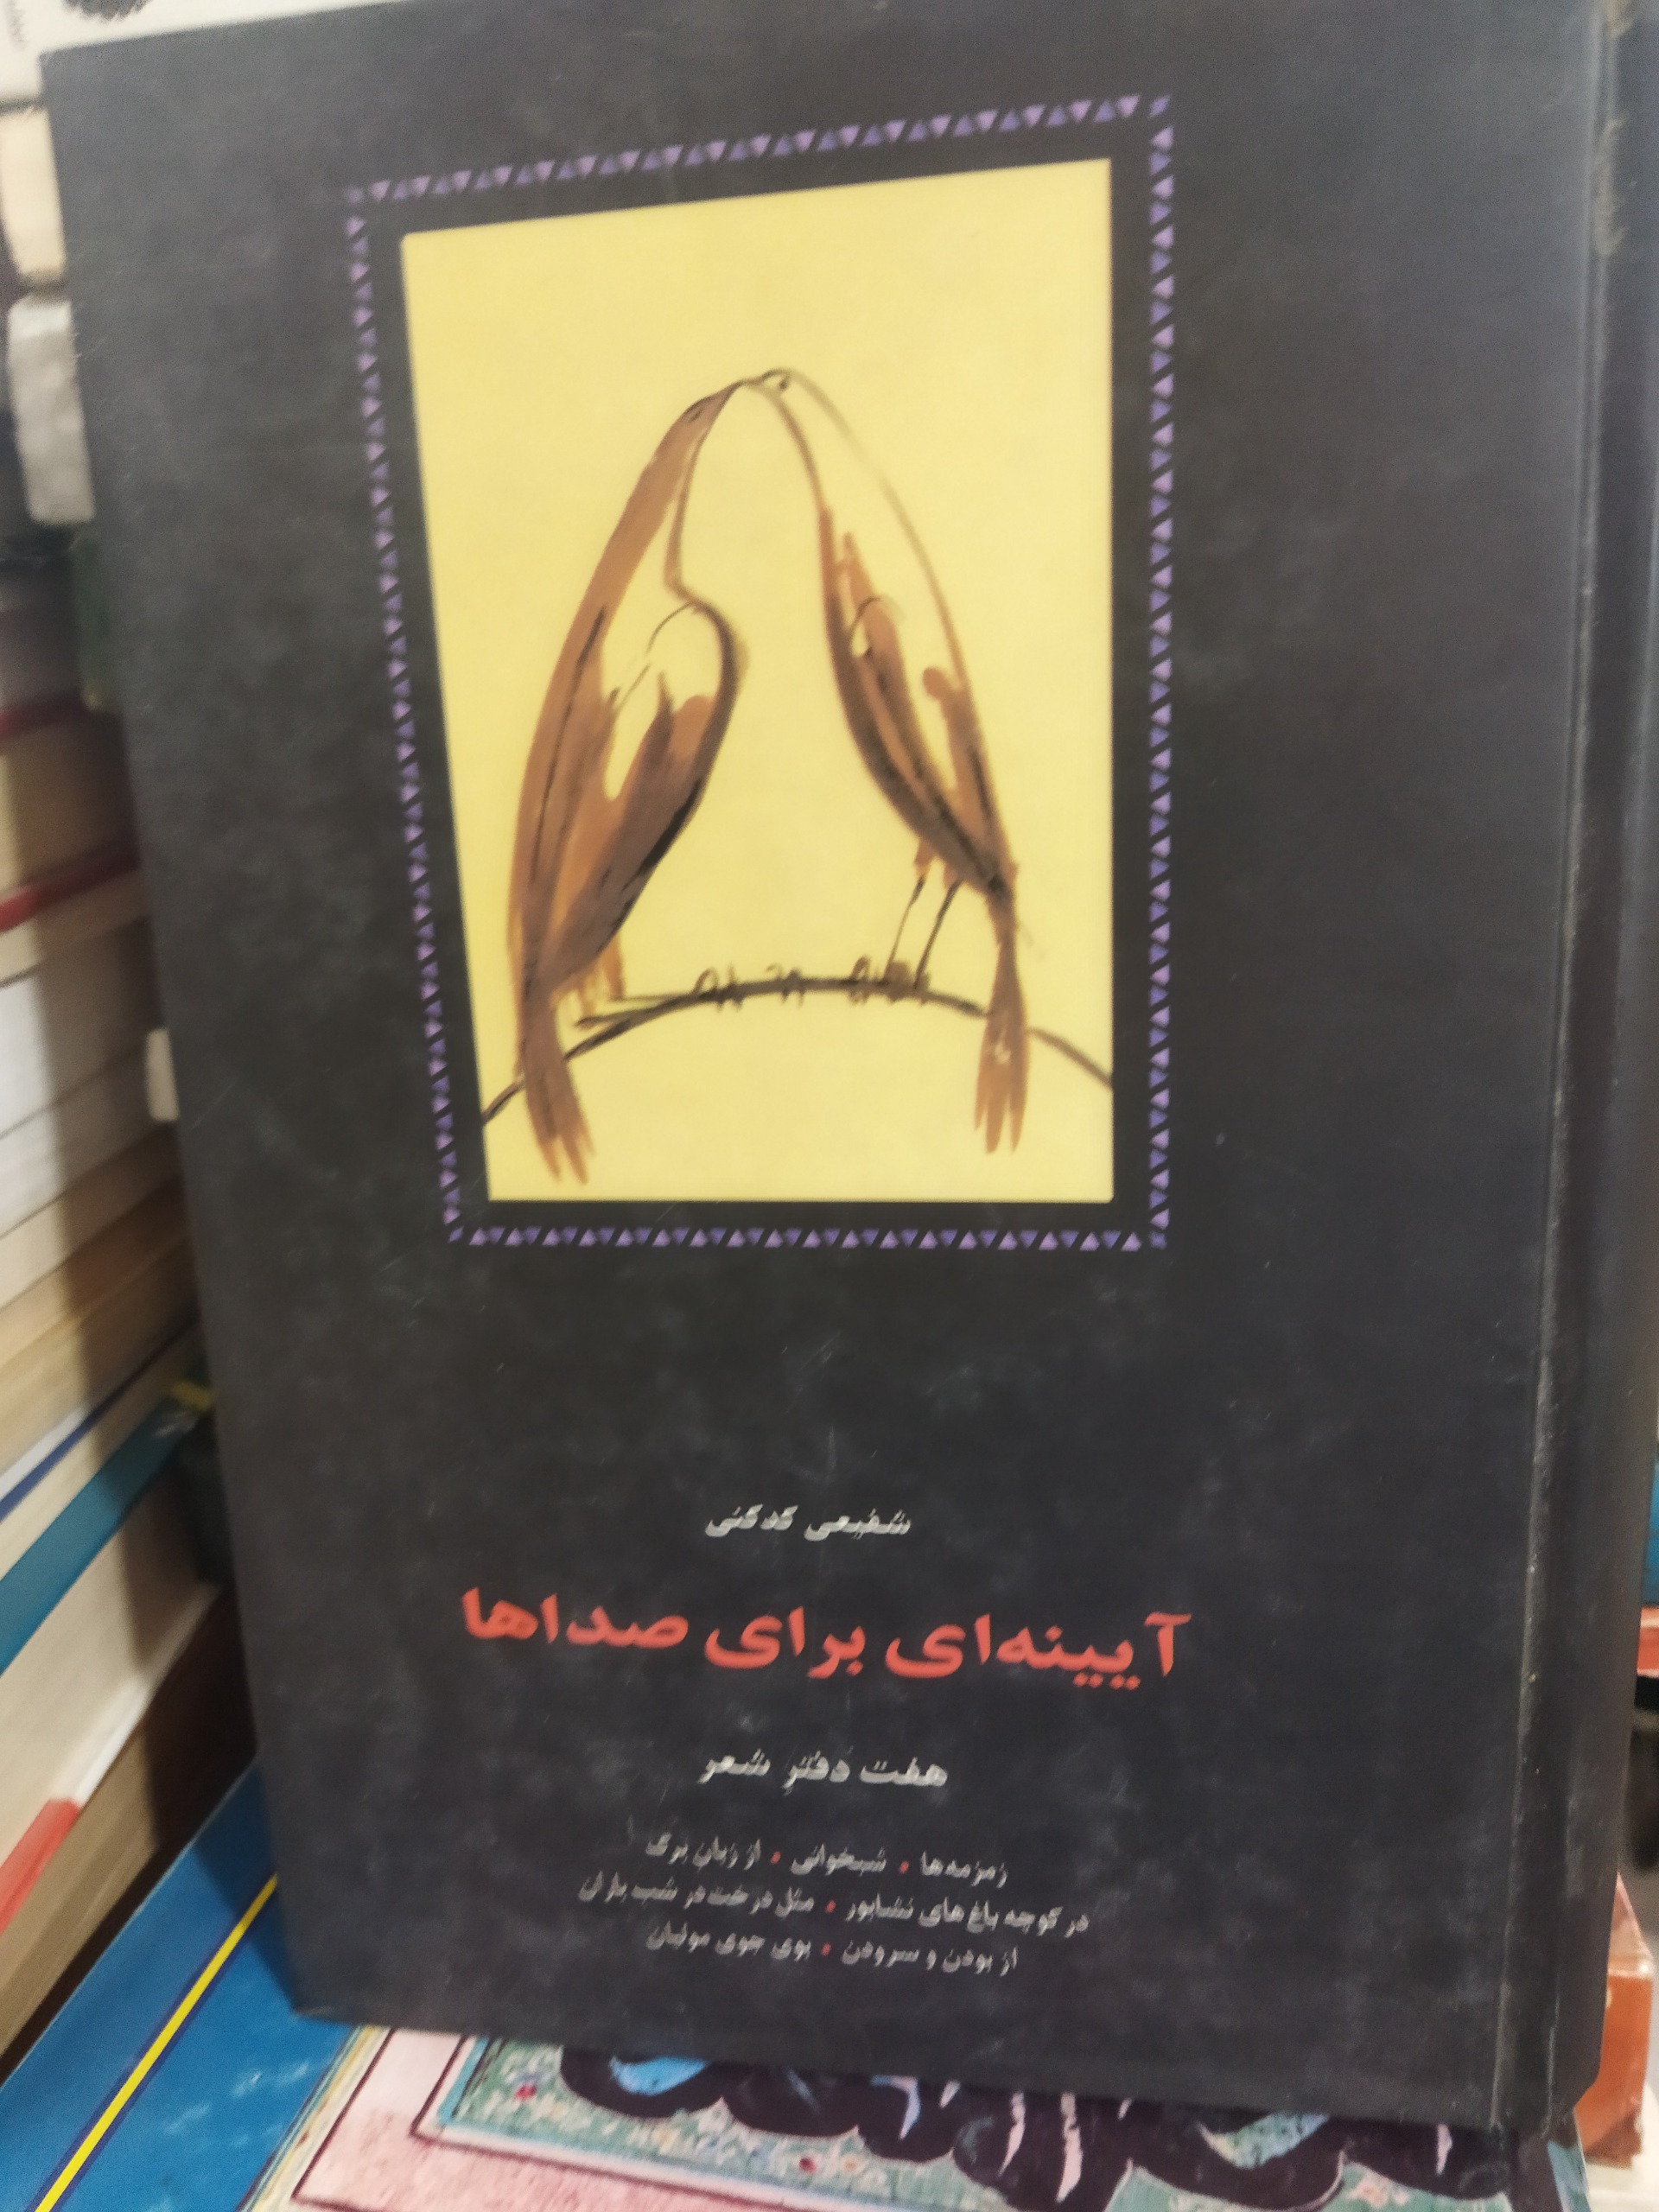 شفیعی کدکنی
آیینه‌ای برای صداها
هفت دفترِ شعر
زمزمه‌ها • شبخوانی • از زبانِ برگ
در کوچه باغ‌های نشابور • مثل درخت در شب باران
از بودن و سرودن • بوی جوی مولیان